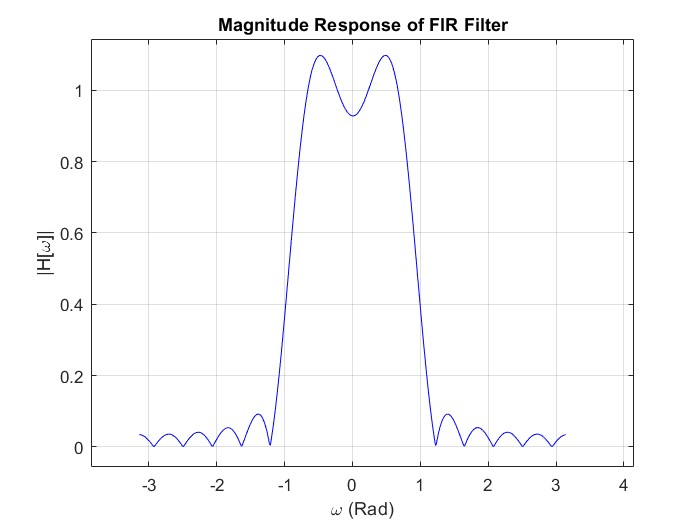 Magnitude Response of FIR Filter
|H[ω]|
1
0.8
0.6
0.4
0.2
0
-3 -2 -1 0 1 2 3 4
ω (Rad)